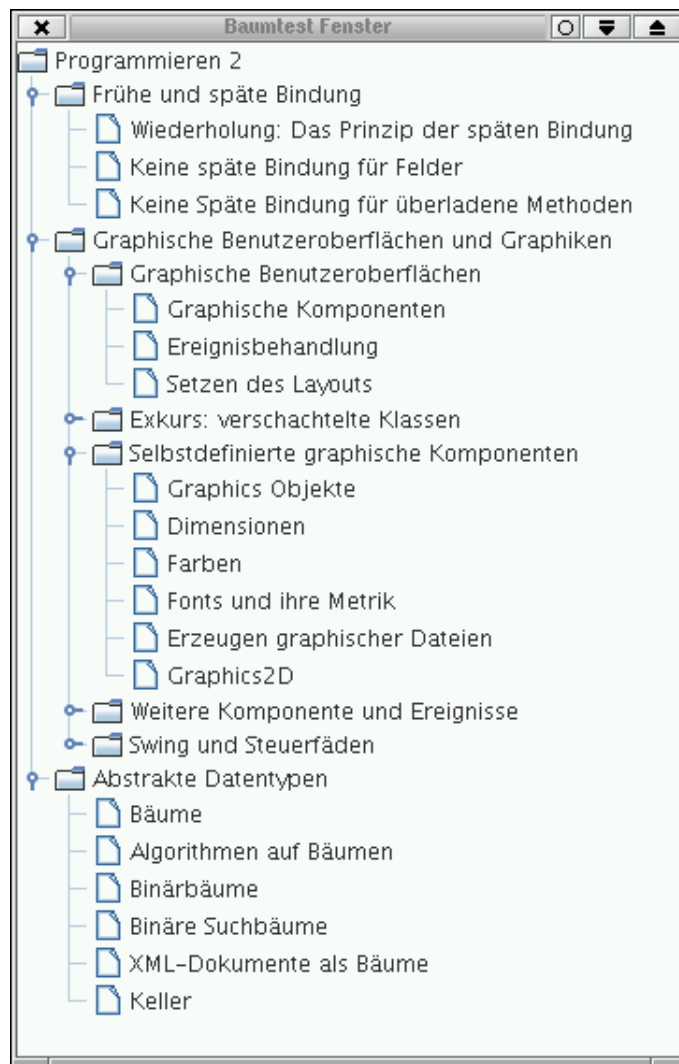 Baumtest Fenster
Programmieren 2
Frühe und späte Bindung
Wiederholung: Das Prinzip der späten Bindung
Keine späte Bindung für Felder
Keine Späte Bindung für überladene Methoden
Graphische Benutzeroberflächen und Graphiken
Graphische Benutzeroberflächen
Graphische Komponenten
Ereignisbehandlung
Setzen des Layouts
Exkurs: verschachtelte Klassen
Selbstdefinierte graphische Komponenten
Graphics Objekte
Dimensionen
Farben
Fonts und ihre Metrik
Erzeugen graphischer Dateien
Graphics2D
Weitere Komponente und Ereignisse
Swing und Steuerfäden
Abstrakte Datentypen
Bäume
Algorithmen auf Bäumen
Binärbäume
Binäre Suchbäume
XML-Dokumente als Bäume
Keller